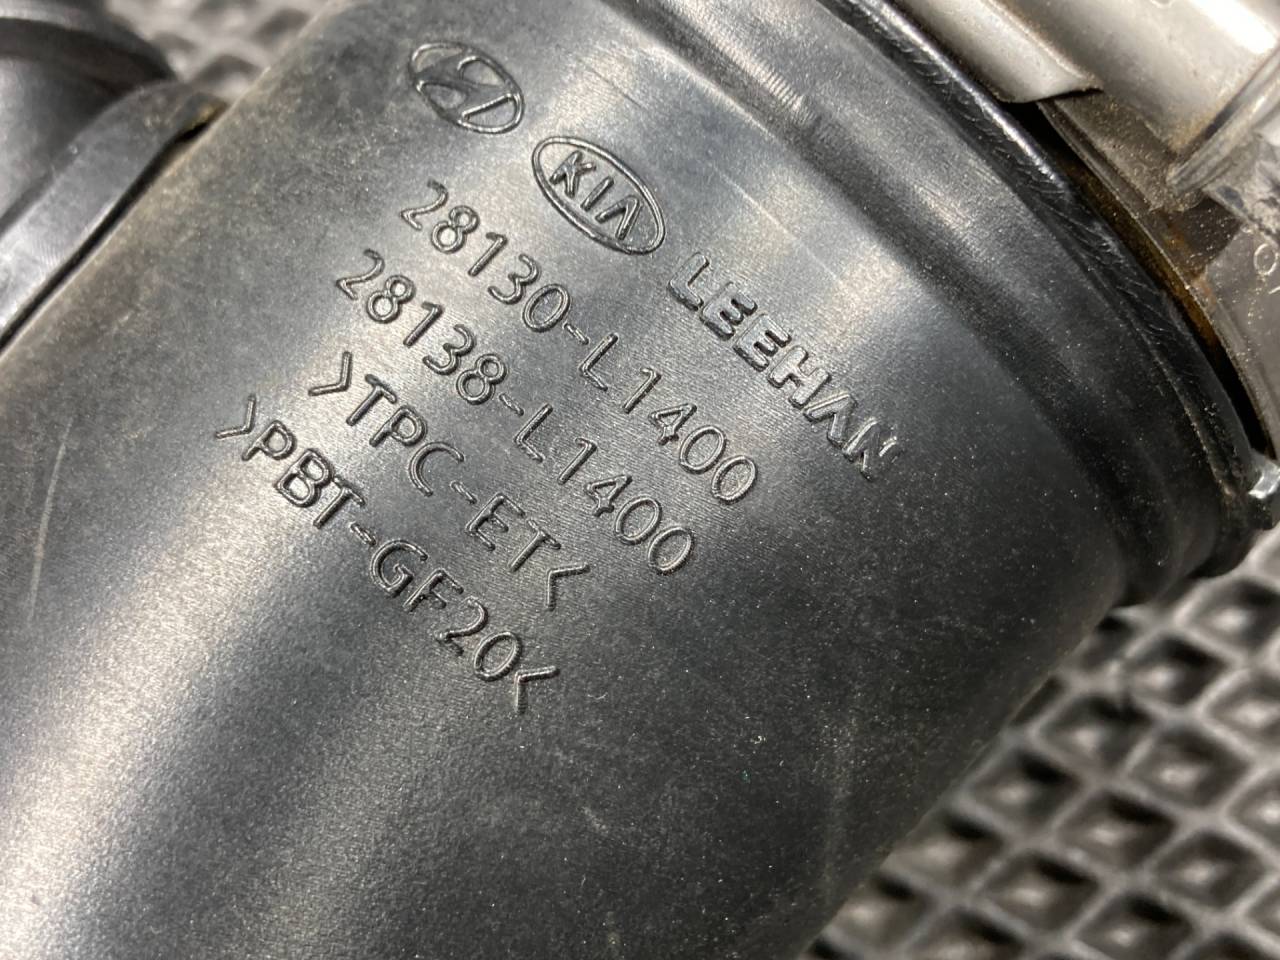 KIA LEEHAN
28130-L1400
28138-L1400
>TPC-ET<
>PBT-GF20<